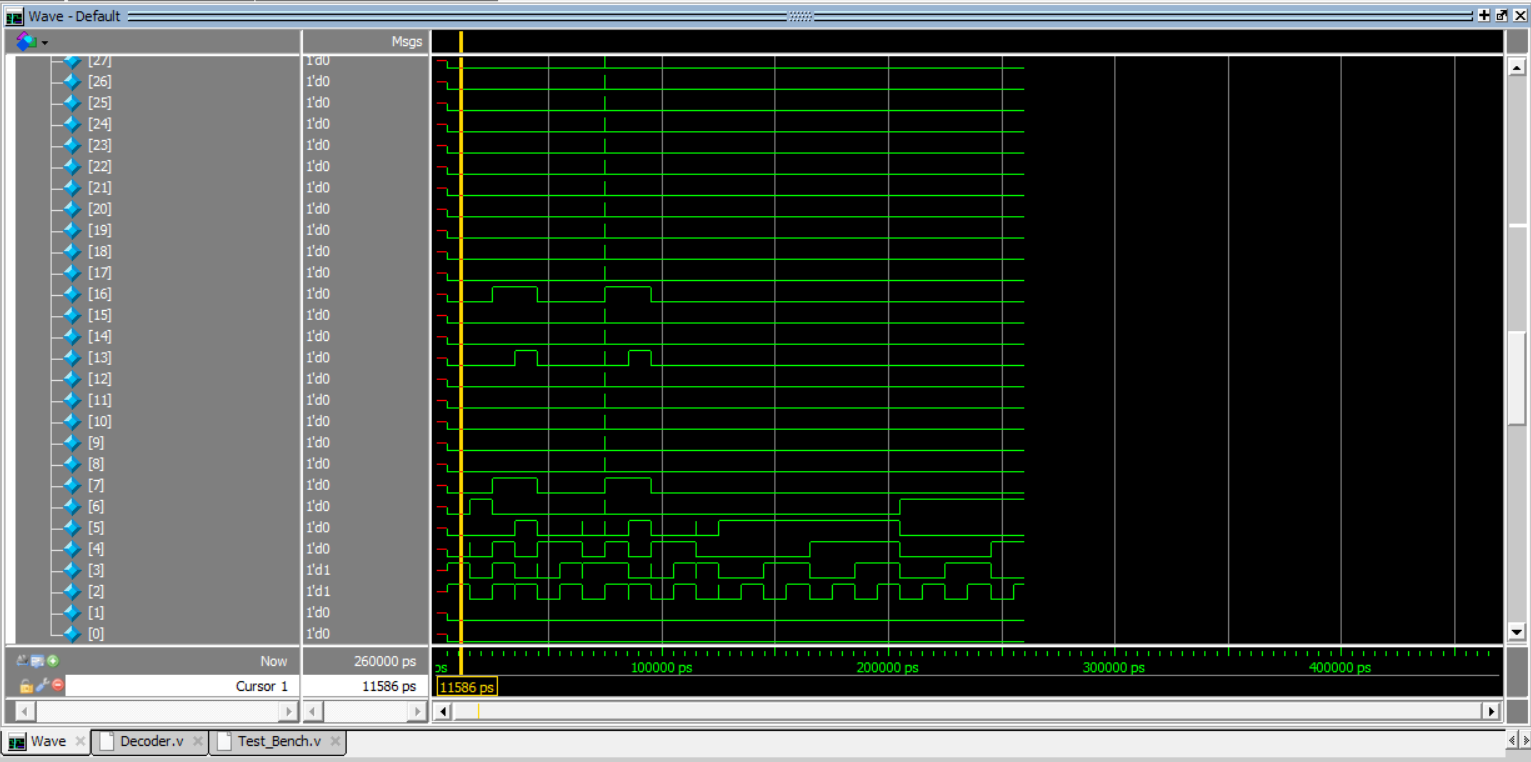 Wave - Default
Msgs
[27] 1'd0
[26] 1'd0
[25] 1'd0
[24] 1'd0
[23] 1'd0
[22] 1'd0
[21] 1'd0
[20] 1'd0
[19] 1'd0
[18] 1'd0
[17] 1'd0
[16] 1'd0
[15] 1'd0
[14] 1'd0
[13] 1'd0
[12] 1'd0
[11] 1'd0
[10] 1'd0
[9] 1'd0
[8] 1'd0
[7] 1'd0
[6] 1'd0
[5] 1'd0
[4] 1'd0
[3] 1'd1
[2] 1'd1
[1] 1'd0
[0] 1'd0
Now 260000 ps ps 100000 ps 200000 ps 300000 ps 400000 ps
Cursor 1 11586 ps 11586 ps
Wave Decoder.v Test_Bench.v